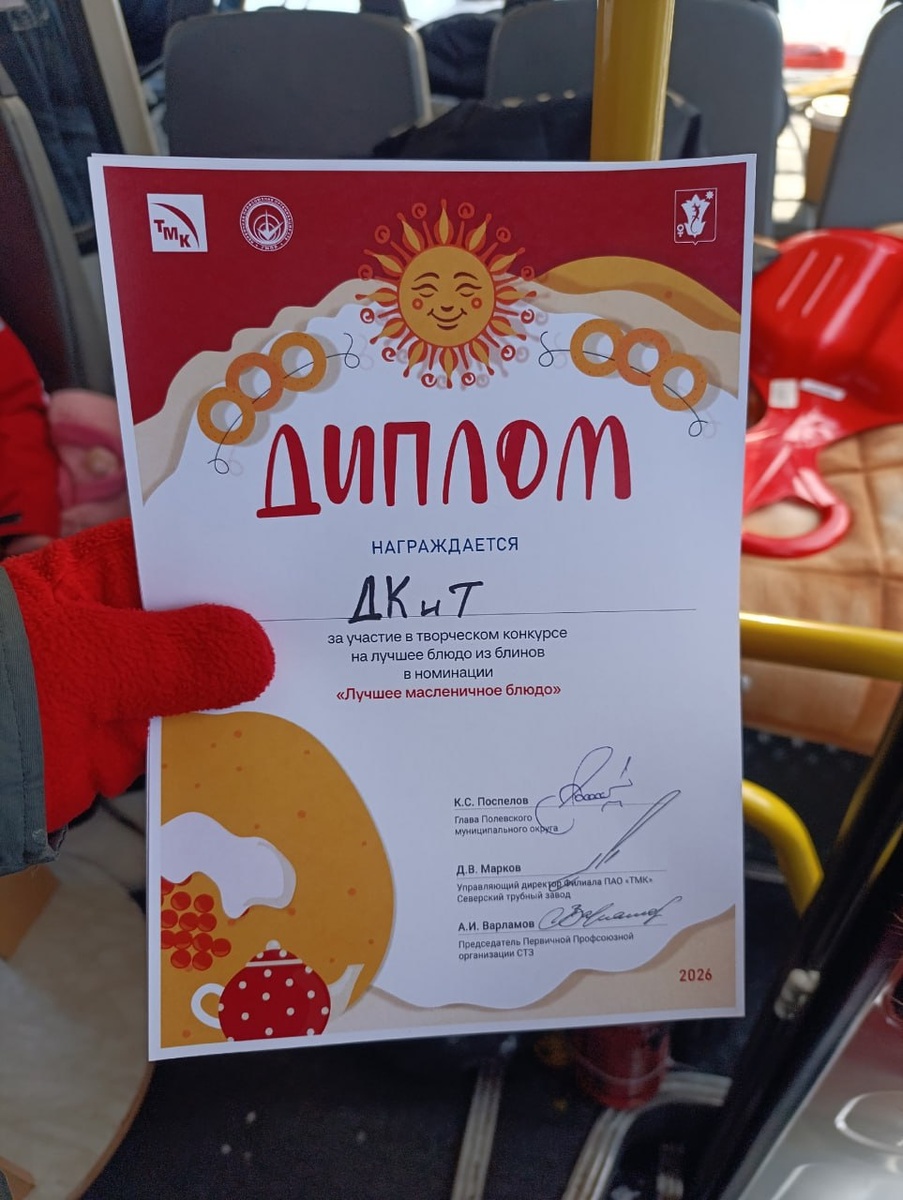 ТМК
ДИПЛОМ
НАГРАЖДАЕТСЯ
ДКиТ
за участие в творческом конкурсе
на лучшее блюдо из блинов
в номинации
«Лучшее масленичное блюдо»
К.С. Поспелов
Глава Полевского
муниципального округа
Д.В. Марков
Управляющий директор Филиала ПАО «ТМК»
Северский трубный завод
А.И. Варламов
Председатель Первичной Профсоюзной
организации СТЗ
2026